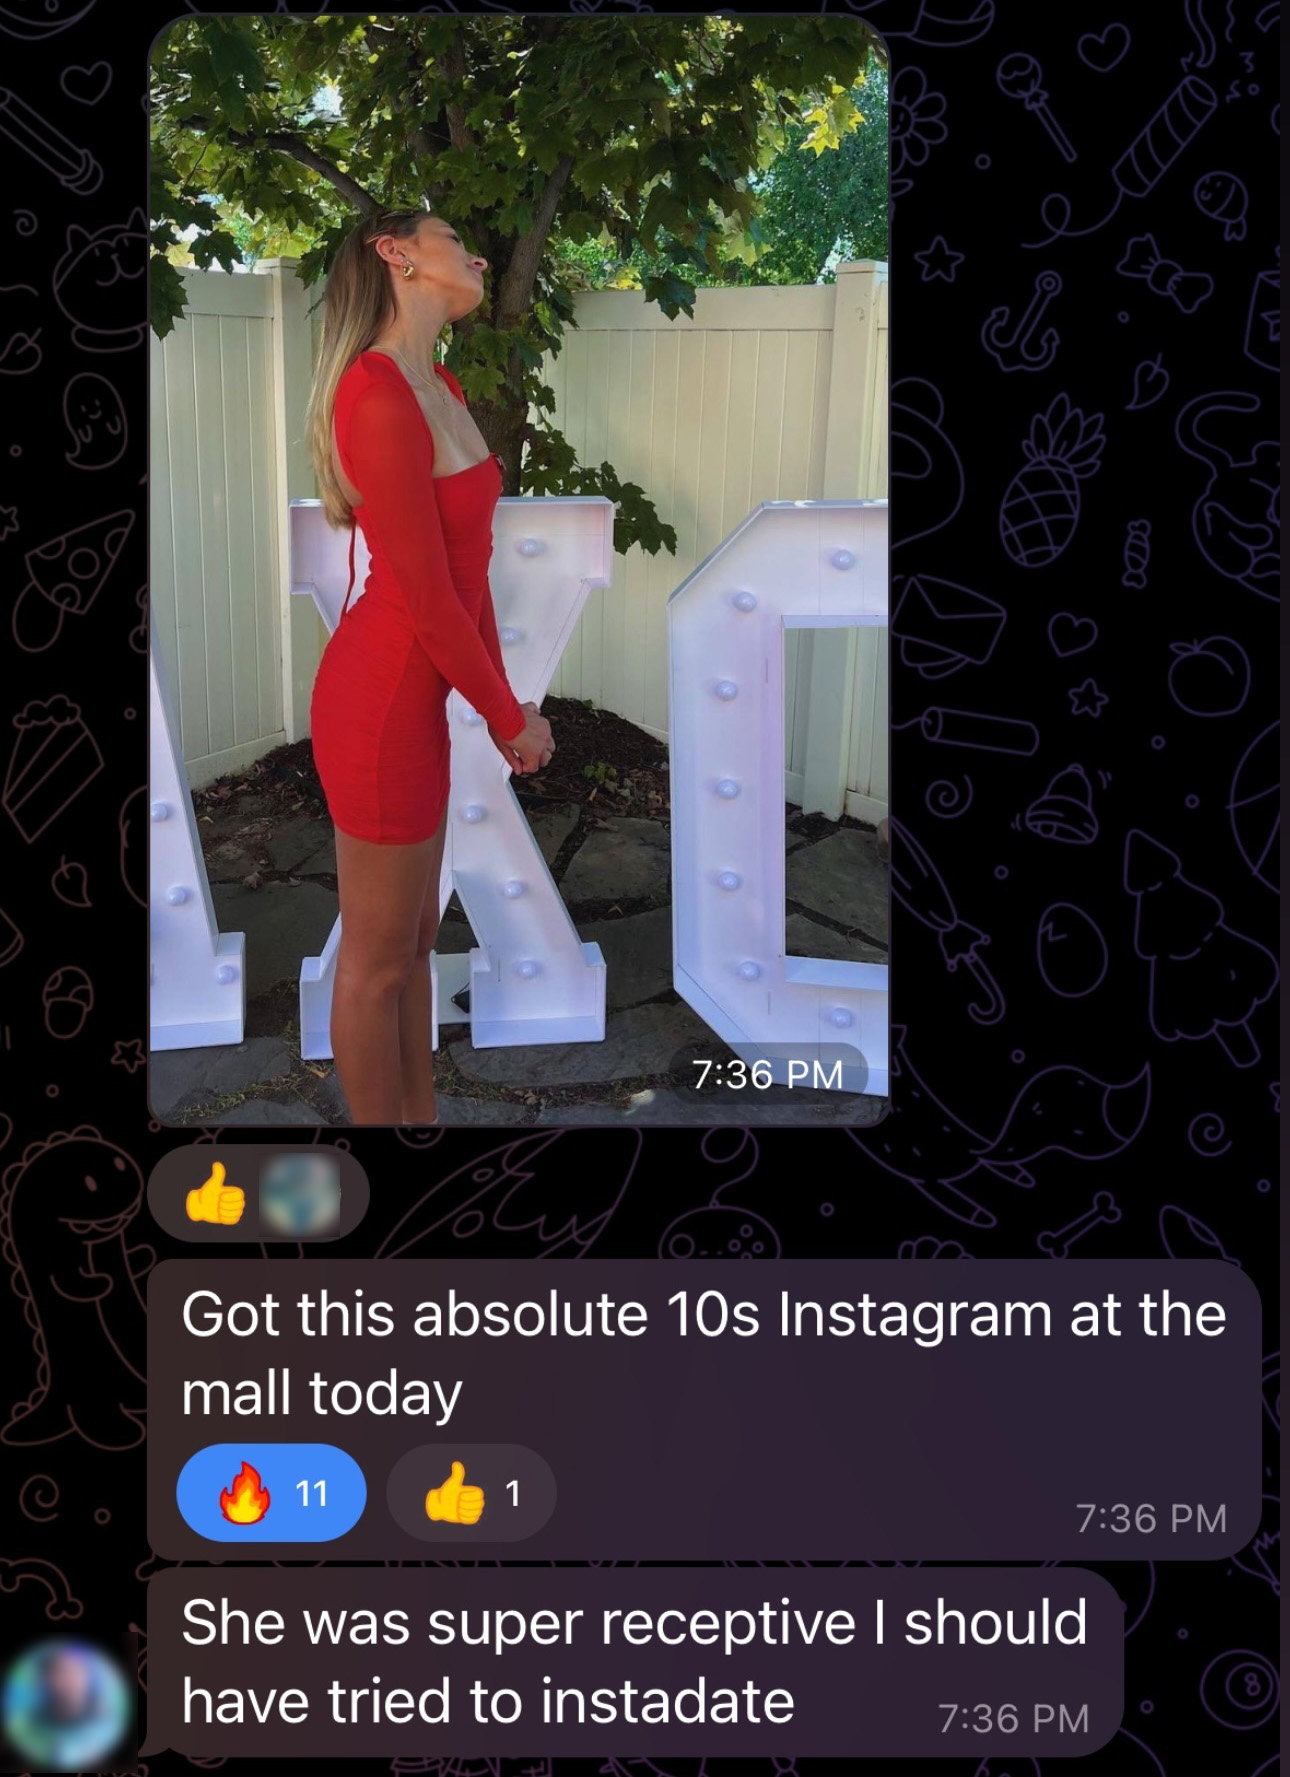 X
7:36 PM
Got this absolute 10s Instagram at the
mall today
11
1
7:36 PM
She was super receptive I should
have tried to instadate
7:36 PM